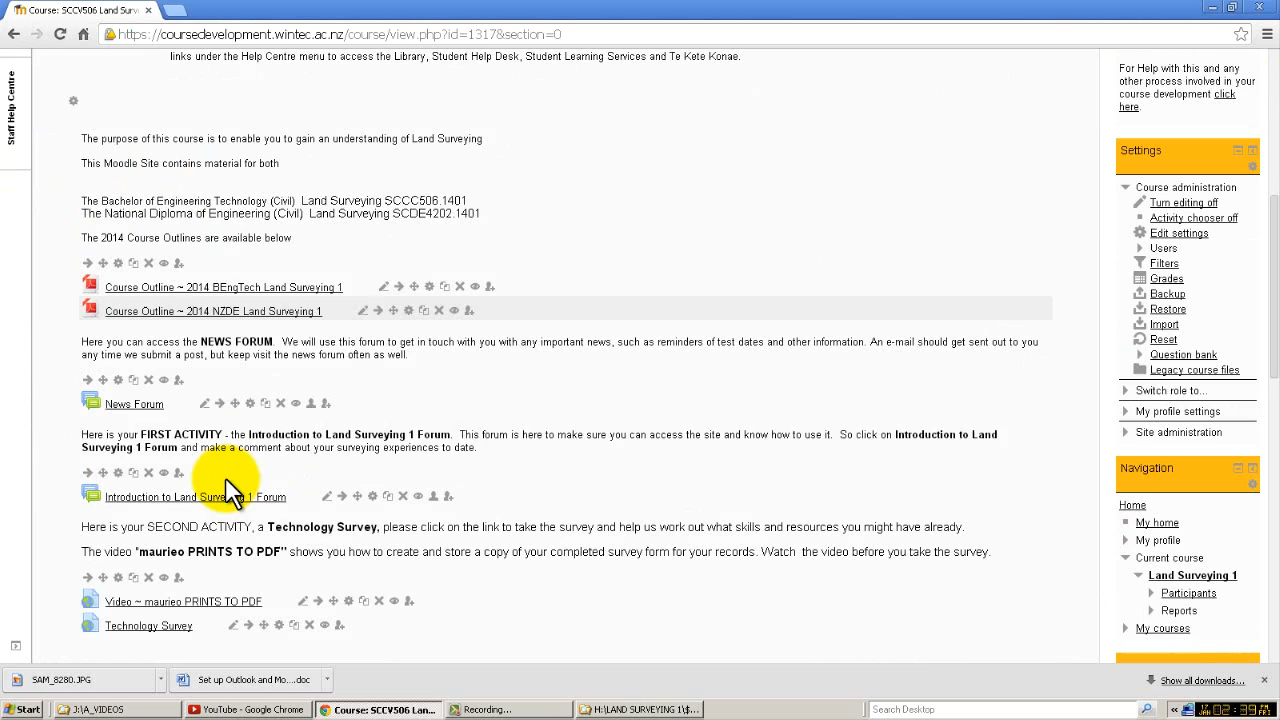 Course: SCCV506 Land Surv
https://coursedevelopment.wintec.ac.nz/course/view.php?id=1317&section=0
Staff Help Centre
links under the Help Centre menu to access the Library, Student Help Desk, Student Learning Services and Te Kete Konae.
The purpose of this course is to enable you to gain an understanding of Land Surveying
This Moodle Site contains material for both
The Bachelor of Engineering Technology (Civil) Land Surveying SCCC506.1401
The National Diploma of Engineering (Civil) Land Surveying SCDE4202.1401
The 2014 Course Outlines are available below
Course Outline ~ 2014 BEngTech Land Surveying 1
Course Outline ~ 2014 NZDE Land Surveying 1
Here you can access the NEWS FORUM. We will use this forum to get in touch with you with any important news, such as reminders of test dates and other information. An e-mail should get sent out to you
any time we submit a post, but keep visit the news forum often as well.
News Forum
Here is your FIRST ACTIVITY - the Introduction to Land Surveying 1 Forum. This forum is here to make sure you can access the site and know how to use it. So click on Introduction to Land
Surveying 1 Forum and make a comment about your surveying experiences to date.
Introduction to Land Surveying 1 Forum
Here is your SECOND ACTIVITY, a Technology Survey, please click on the link to take the survey and help us work out what skills and resources you might have already.
The video "maurieo PRINTS TO PDF" shows you how to create and store a copy of your completed survey form for your records. Watch the video before you take the survey.
Video ~ maurieo PRINTS TO PDF
Technology Survey
For Help with this and any
other process involved in your
course development click
here.
Settings
Course administration
Turn editing off
Activity chooser off
Edit settings
Users
Filters
Grades
Backup
Restore
Import
Reset
Question bank
Legacy course files
Switch role to...
My profile settings
Site administration
Navigation
Home
My home
My profile
Current course
Land Surveying 1
Participants
Reports
My courses
SAM_8280.JPG
Set up Outlook and Mo....doc
Show all downloads...
Start
J:\A_VIDEOS
YouTube - Google Chrome
Course: SCCV506 Lan...
Recording...
H:\LAND SURVEYING 1\$...
Search Desktop
17 JAN 02:39 PM FRI